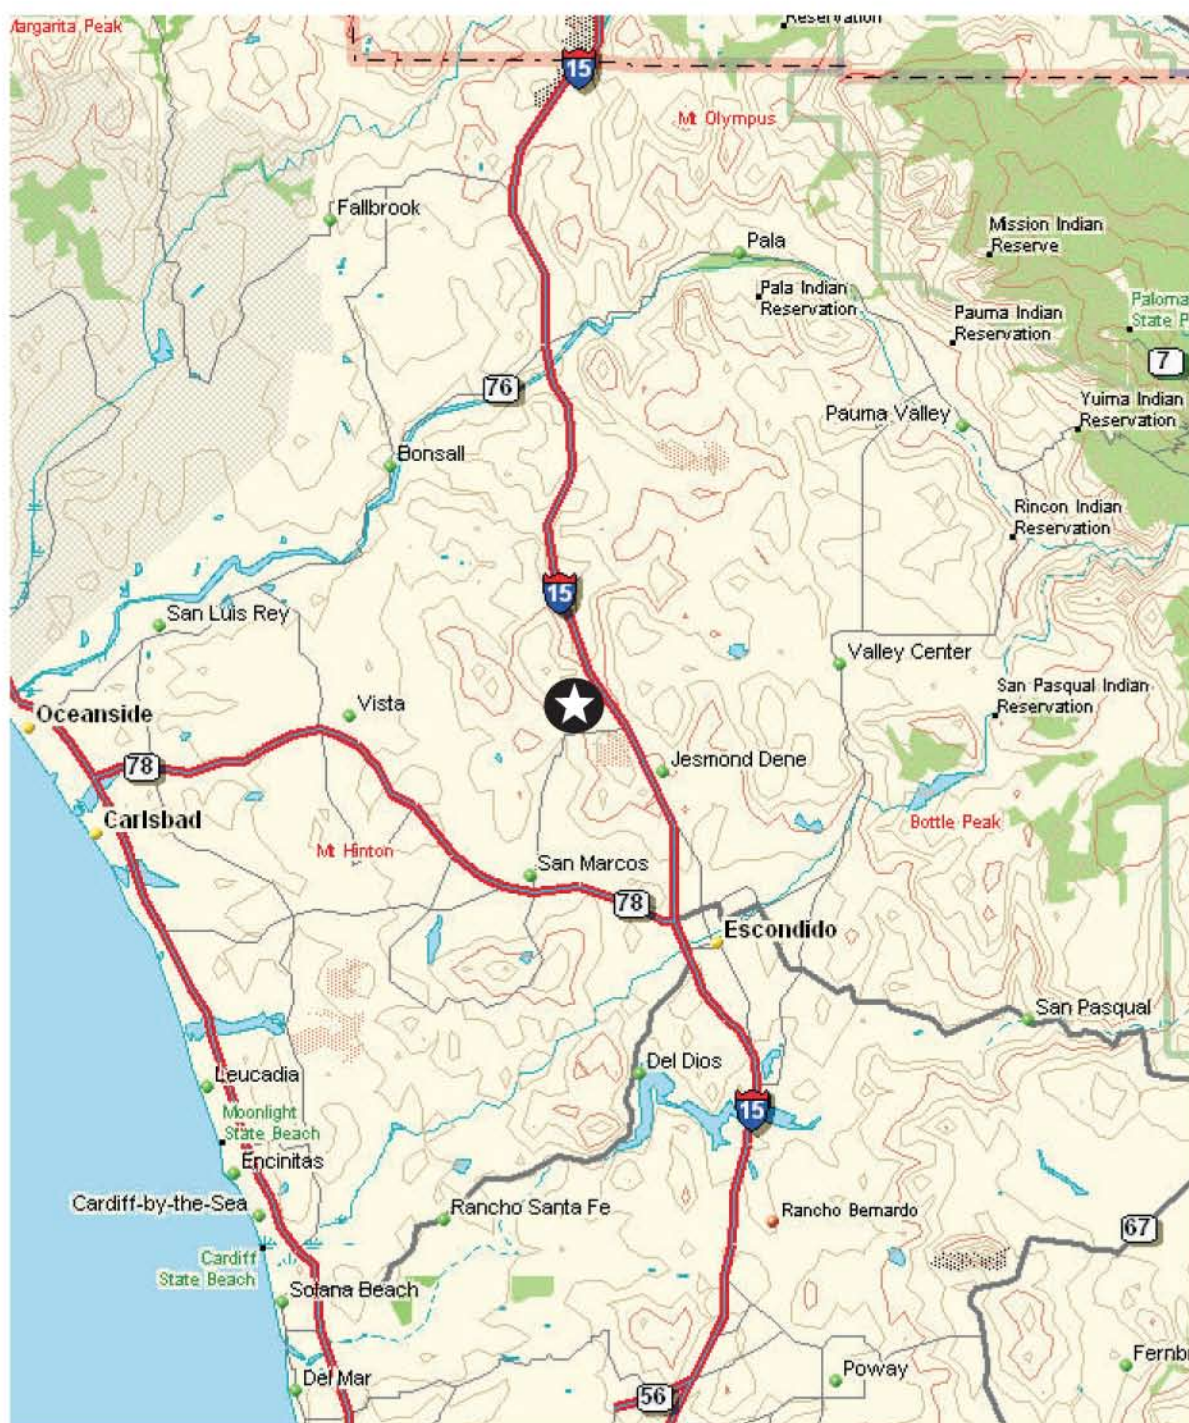 Margarita Peak
Reservation
15
Mt Olympus
Fallbrook
Mission Indian
Reserve
Pala
Pala Indian
Reservation
Pauma Indian
Reservation
Paloma
State P
7
76
Yuima Indian
Reservation
Pauma Valley
Bonsall
Rincon Indian
Reservation
15
San Luis Rey
Valley Center
San Pasqual Indian
Reservation
Vista
Oceanside
78
Jesmond Dene
Carlsbad
Bottle Peak
Mt Hinton
San Marcos
78
Escondido
San Pasqual
Del Dios
Leucadia
15
Moonlight
State Beach
Encinitas
Cardiff-by-the-Sea
Rancho Santa Fe
Rancho Bernardo
67
Cardiff
State Beach
Solana Beach
Fernb
Poway
Del Mar
56